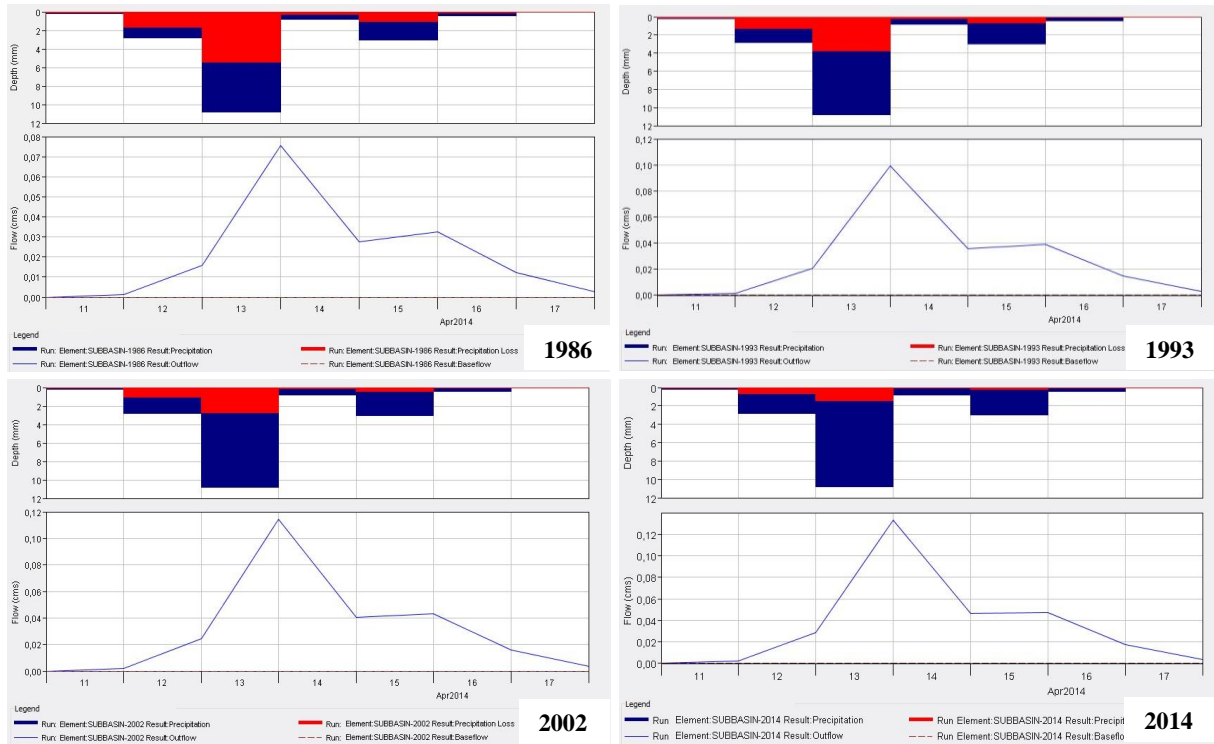 0
2
4
6
8
10
12
Depth (mm)
0,08
0,07
0,06
0,05
0,04
0,03
0,02
0,01
0,00
Flow (cms)
11 12 13 14 15 16 17
Apr2014
Legend
Run: Element:SUBBASIN-1986 Result:Precipitation
Run: Element:SUBBASIN-1986 Result:Precipitation Loss
Run: Element:SUBBASIN-1986 Result:Outflow
Run: Element:SUBBASIN-1986 Result:Baseflow
1986
0
2
4
6
8
10
12
Depth (mm)
0,12
0,10
0,08
0,06
0,04
0,02
0,00
Flow (cms)
11 12 13 14 15 16 17
Apr2014
Legend
Run: Element:SUBBASIN-1993 Result:Precipitation
Run: Element:SUBBASIN-1993 Result:Precipitation Loss
Run: Element:SUBBASIN-1993 Result:Outflow
Run: Element:SUBBASIN-1993 Result:Baseflow
1993
0
2
4
6
8
10
12
Depth (mm)
0,12
0,10
0,08
0,06
0,04
0,02
0,00
Flow (cms)
11 12 13 14 15 16 17
Apr2014
Legend
Run: Element:SUBBASIN-2002 Result:Precipitation
Run: Element:SUBBASIN-2002 Result:Precipitation Loss
Run: Element:SUBBASIN-2002 Result:Outflow
Run: Element:SUBBASIN-2002 Result:Baseflow
2002
0
2
4
6
8
10
12
Depth (mm)
0,12
0,10
0,08
0,06
0,04
0,02
0,00
Flow (cms)
11 12 13 14 15 16 17
Apr2014
Legend
Run Element:SUBBASIN-2014 Result:Precipitation
Run Element:SUBBASIN-2014 Result:Precipit
Run Element:SUBBASIN-2014 Result:Outflow
Run Element:SUBBASIN-2014 Result:Baseflo
2014